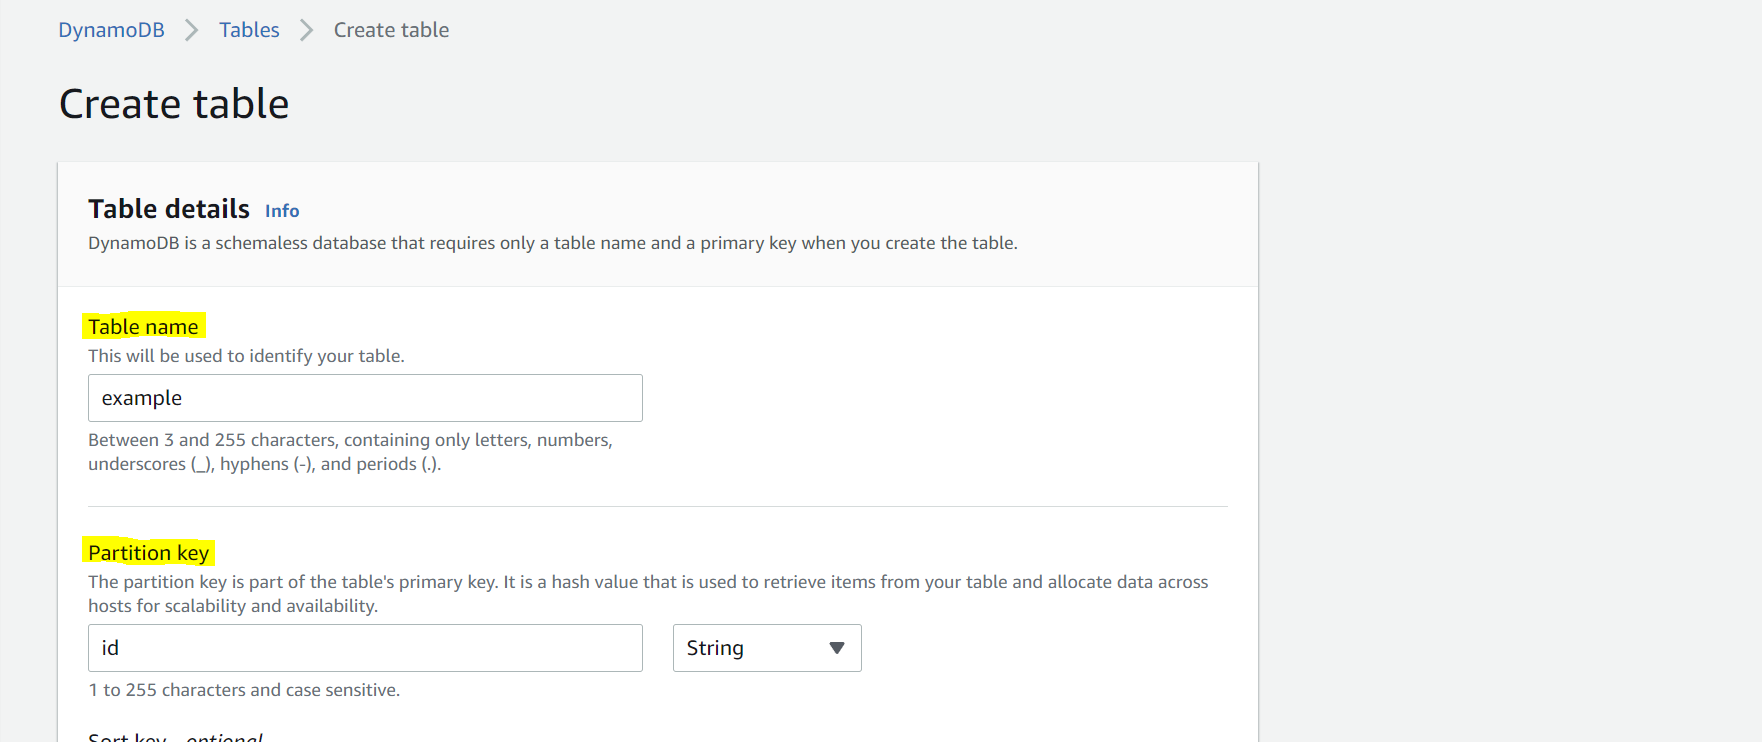 DynamoDB > Tables > Create table
Create table
Table details Info
DynamoDB is a schemaless database that requires only a table name and a primary key when you create the table.
Table name
This will be used to identify your table.
example
Between 3 and 255 characters, containing only letters, numbers,
underscores (_), hyphens (-), and periods (.).
Partition key
The partition key is part of the table's primary key. It is a hash value that is used to retrieve items from your table and allocate data across
hosts for scalability and availability.
id String
1 to 255 characters and case sensitive.
Sort key - optional